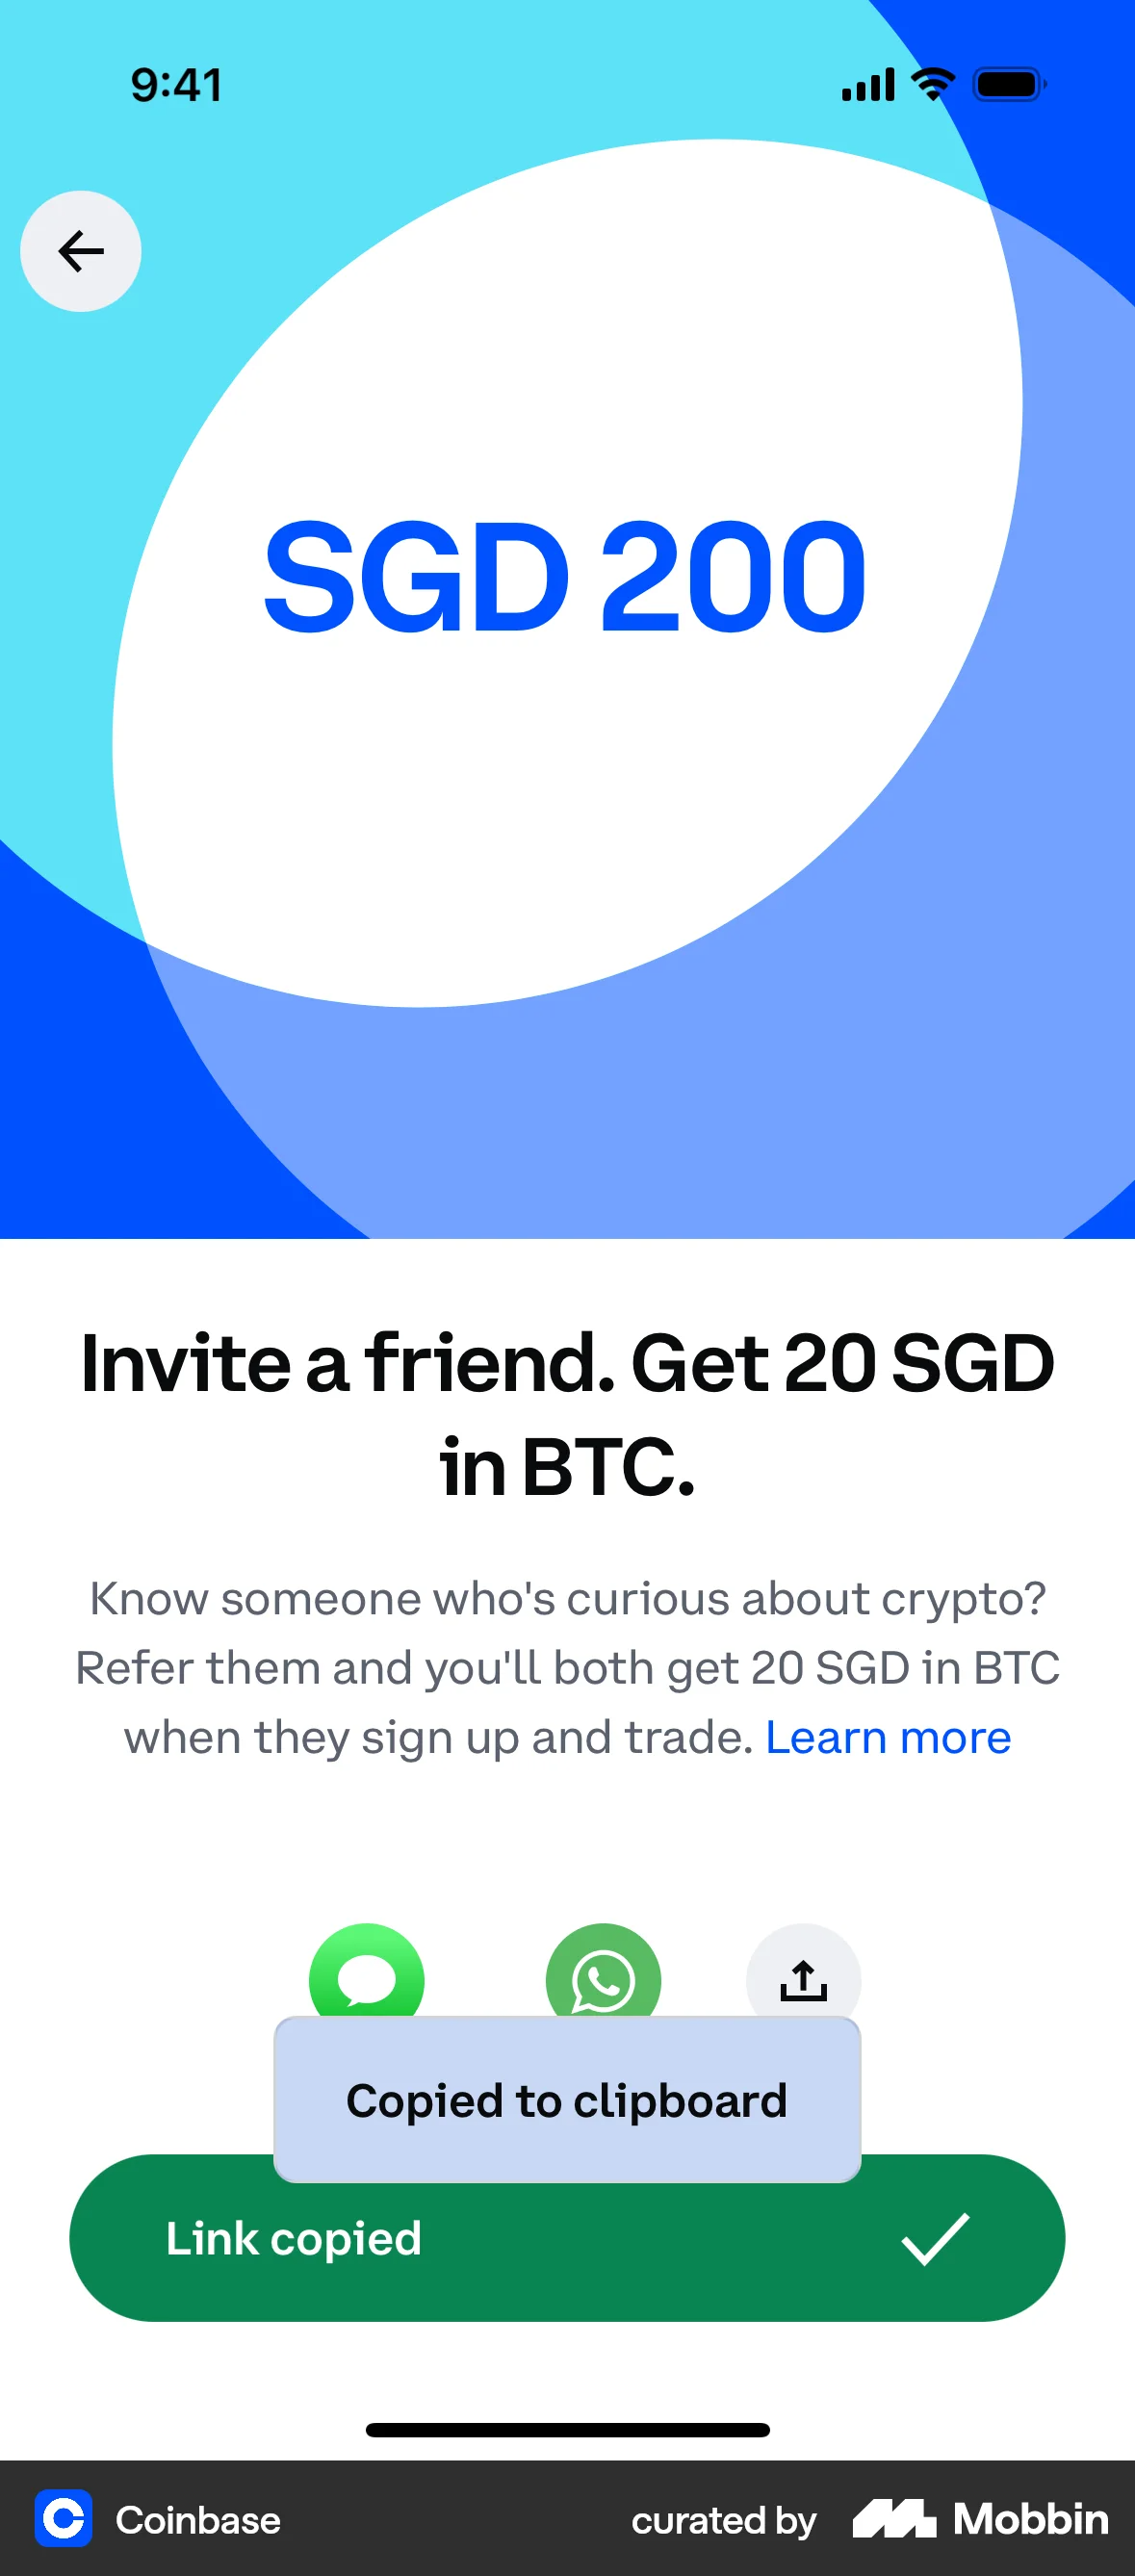 9:41
SGD 200
Invite a friend. Get 20 SGD
in BTC.
Know someone who's curious about crypto?
Refer them and you'll both get 20 SGD in BTC
when they sign up and trade. Learn more
Copied to clipboard
Link copied
Coinbase
curated by Mobbin